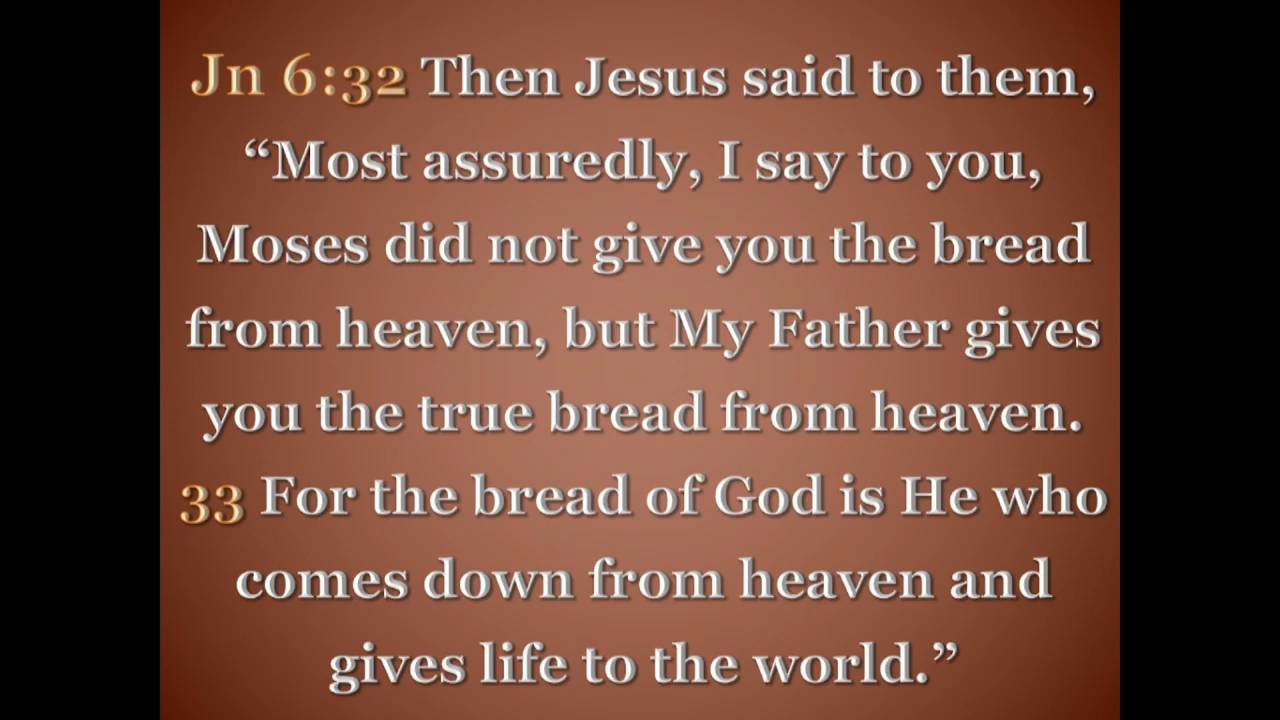 Jn 6:32 Then Jesus said to them,
“Most assuredly, I say to you,
Moses did not give you the bread
from heaven, but My Father gives
you the true bread from heaven.
33 For the bread of God is He who
comes down from heaven and
gives life to the world.”